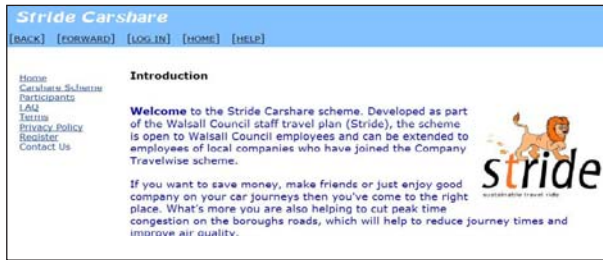 Stride Carshare
[BACK] [FORWARD] [LOG IN] [HOME] [HELP]
Home
Carshare Scheme
Participants
FAQ
Terms
Privacy Policy
Register
Contact Us
Introduction
Welcome to the Stride Carshare scheme. Developed as part
of the Walsall Council staff travel plan (Stride), the scheme
is open to Walsall Council employees and can be extended to
employees of local companies who have joined the Company
Travelwise scheme.
If you want to save money, make friends or just enjoy good
company on your car journeys then you've come to the right
place. What's more you are also helping to cut peak time
congestion on the boroughs roads, which will help to reduce journey times and
improve air quality.
stride
sustainable travel